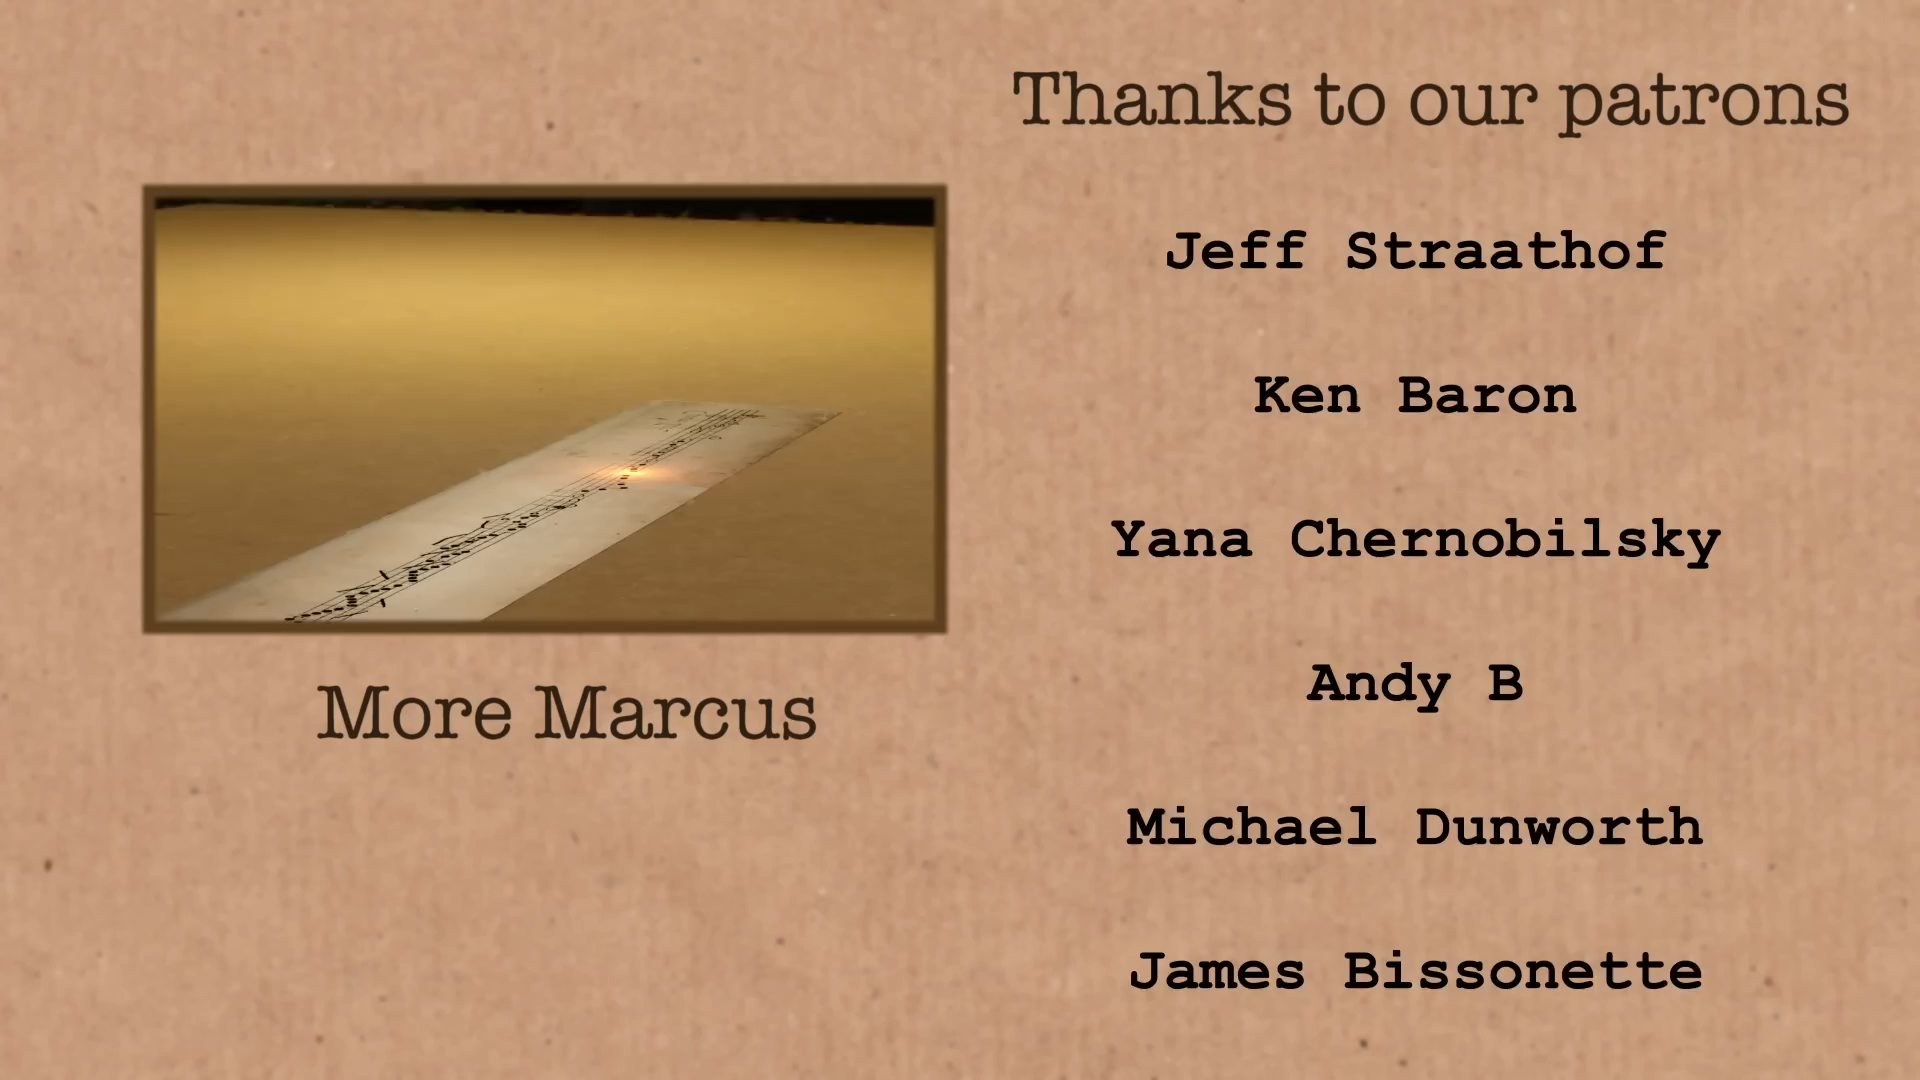 Thanks to our patrons
Jeff Straathof
Ken Baron
Yana Chernobilsky
Andy B
Michael Dunworth
James Bissonette
More Marcus